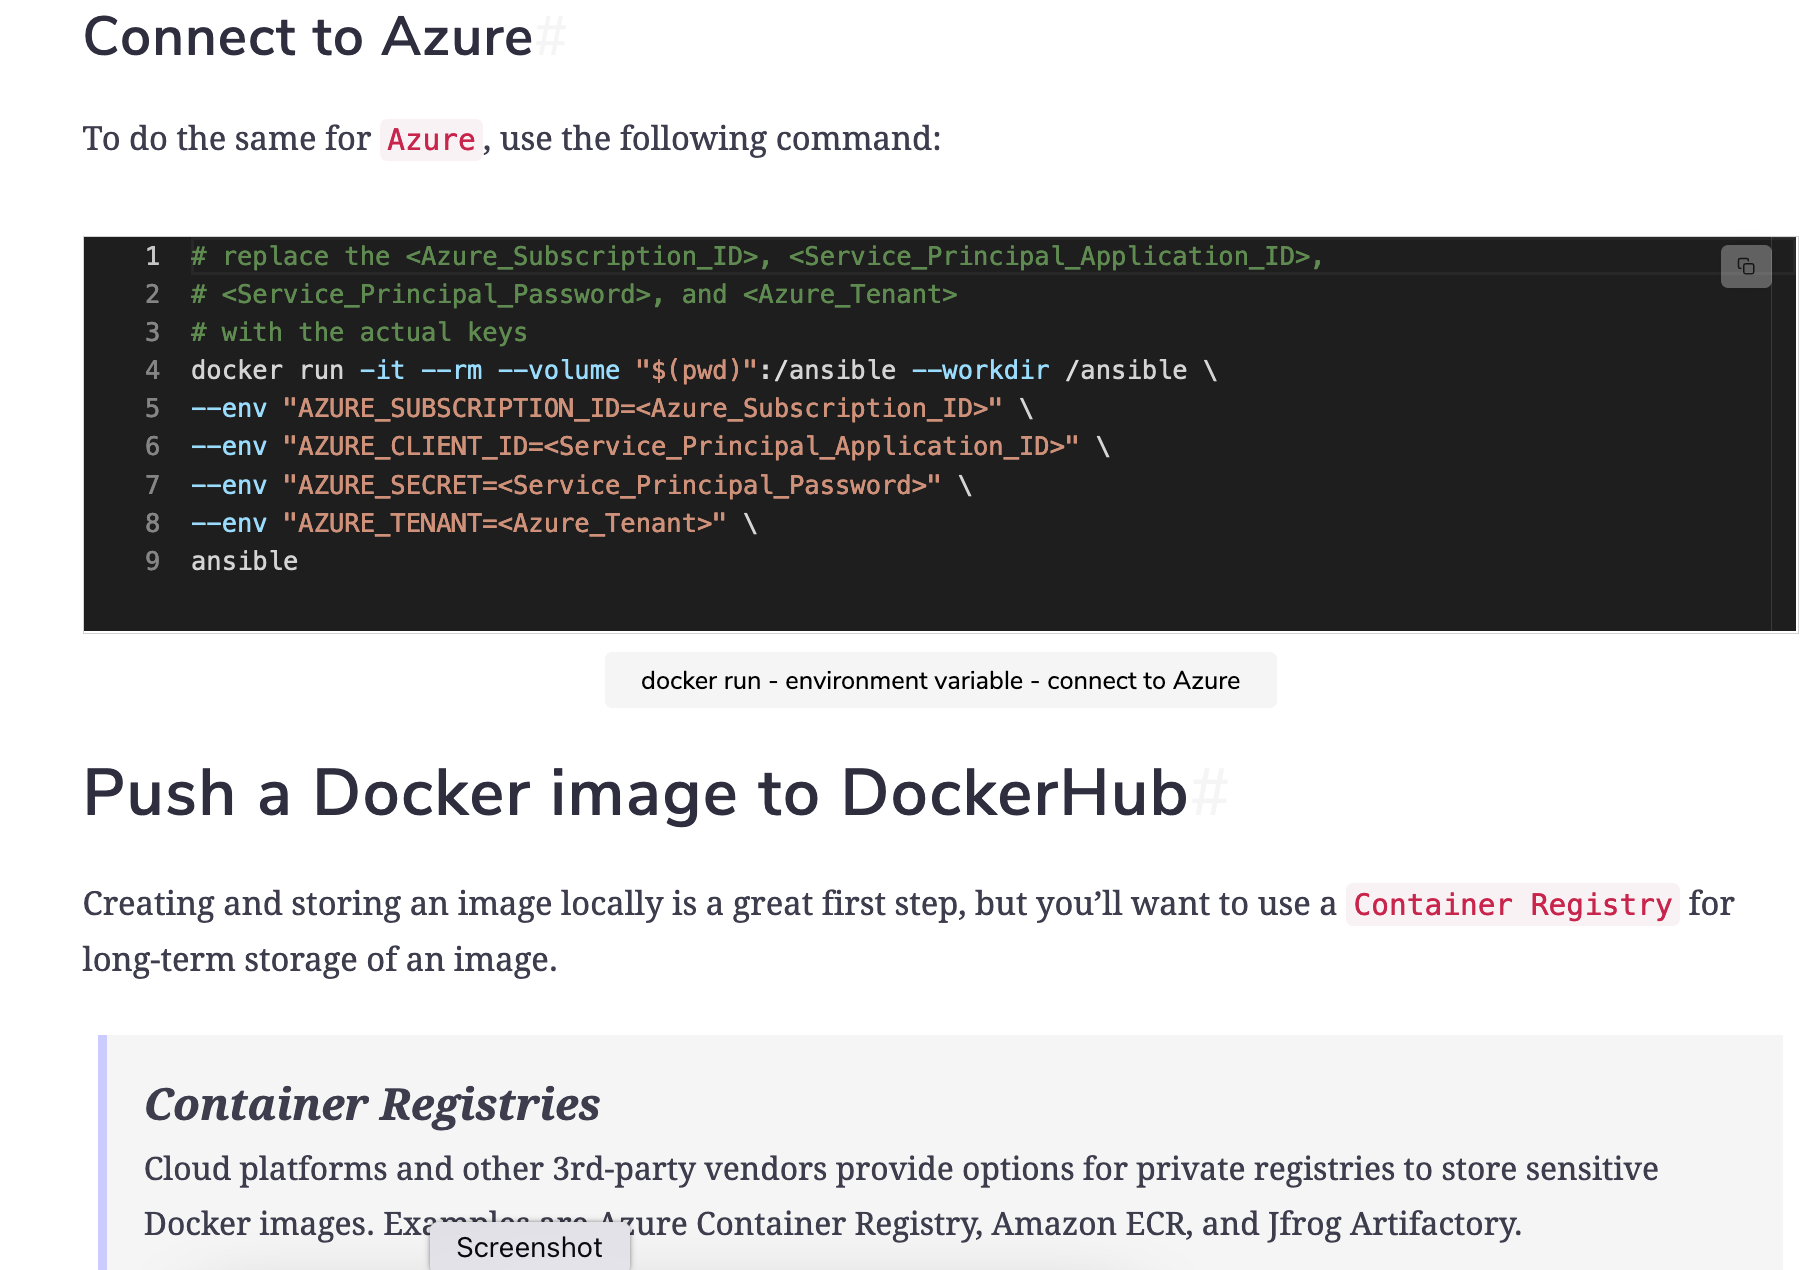 Connect to Azure#
To do the same for Azure, use the following command:
1 # replace the <Azure_Subscription_ID>, <Service_Principal_Application_ID>,
2 # <Service_Principal_Password>, and <Azure_Tenant>
3 # with the actual keys
4 docker run -it --rm --volume "$(pwd)":/ansible --workdir /ansible \
5 --env "AZURE_SUBSCRIPTION_ID=<Azure_Subscription_ID>" \
6 --env "AZURE_CLIENT_ID=<Service_Principal_Application_ID>" \
7 --env "AZURE_SECRET=<Service_Principal_Password>" \
8 --env "AZURE_TENANT=<Azure_Tenant>" \
9 ansible
docker run - environment variable - connect to Azure
Push a Docker image to DockerHub#
Creating and storing an image locally is a great first step, but you’ll want to use a Container Registry for
long-term storage of an image.
Container Registries
Cloud platforms and other 3rd-party vendors provide options for private registries to store sensitive
Docker images. Examples are Azure Container Registry, Amazon ECR, and Jfrog Artifactory.
Screenshot